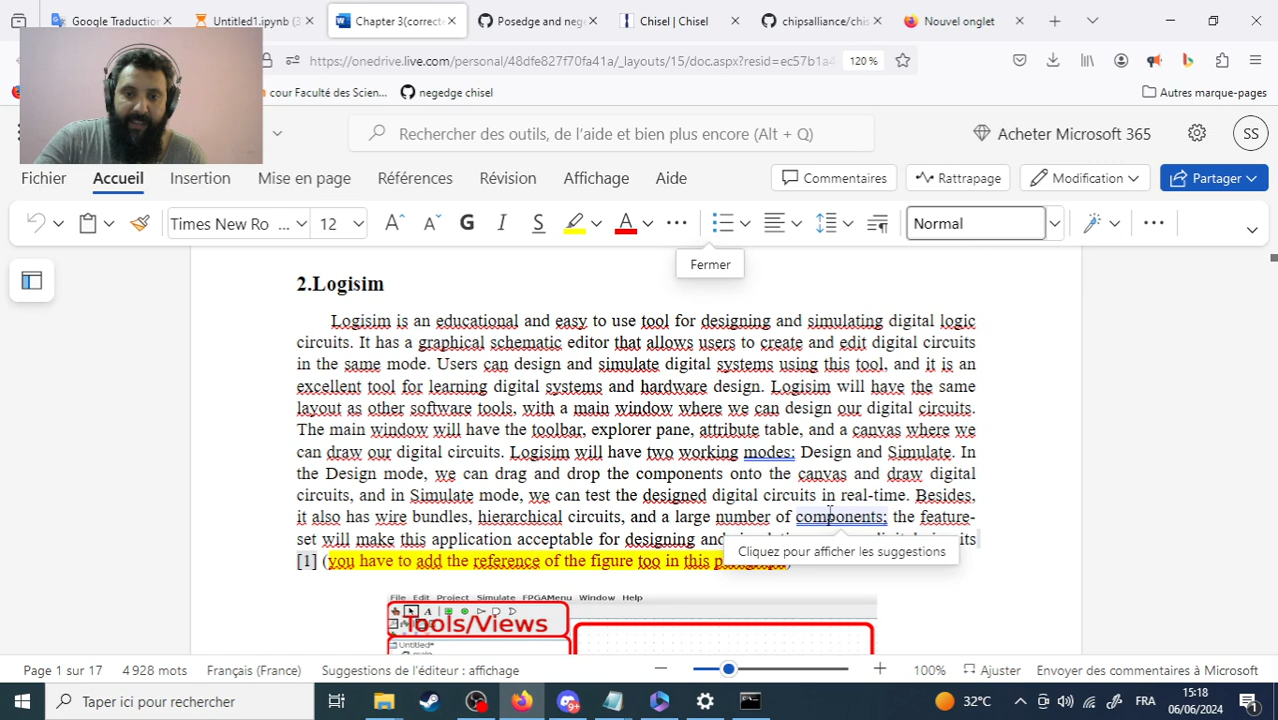 Google Traduction
Untitled1.ipynb (3
Chapter 3(correcte
Posedge and neg
Chisel | Chisel
chipsalliance/chis
Nouvel onglet
https://onedrive.live.com/personal/48dfe827f70fa41a/_layouts/15/doc.aspx?resid=ec57b1a4
120 %
cour Faculté des Scien...
negedge chisel
Autres marque-pages
Rechercher des outils, de l'aide et bien plus encore (Alt + Q)
Acheter Microsoft 365
SS
Fichier
Accueil
Insertion
Mise en page
Références
Révision
Affichage
Aide
Commentaires
Rattrapage
Modification
Partager
Times New Ro ...
12
G
I
S
Normal
Fermer
2.Logisim
Logisim is an educational and easy to use tool for designing and simulating digital logic
circuits. It has a graphical schematic editor that allows users to create and edit digital circuits
in the same mode. Users can design and simulate digital systems using this tool, and it is an
excellent tool for learning digital systems and hardware design. Logisim will have the same
layout as other software tools, with a main window where we can design our digital circuits.
The main window will have the toolbar, explorer pane, attribute table, and a canvas where we
can draw our digital circuits. Logisim will have two working modes: Design and Simulate. In
the Design mode, we can drag and drop the components onto the canvas and draw digital
circuits, and in Simulate mode, we can test the designed digital circuits in real-time. Besides,
it also has wire bundles, hierarchical circuits, and a large number of components; the feature-
set will make this application acceptable for designing and
Cliquez pour afficher les suggestions
[1] (you have to add the reference of the figure too in this
File Edit Project Simulate FPGAMenu Window Help
Tools/Views
Untitled*
Page 1 sur 17
4 928 mots
Français (France)
Suggestions de l'éditeur : affichage
100%
Ajuster
Envoyer des commentaires à Microsoft
Taper ici pour rechercher
32°C
FRA
15:18
06/06/2024